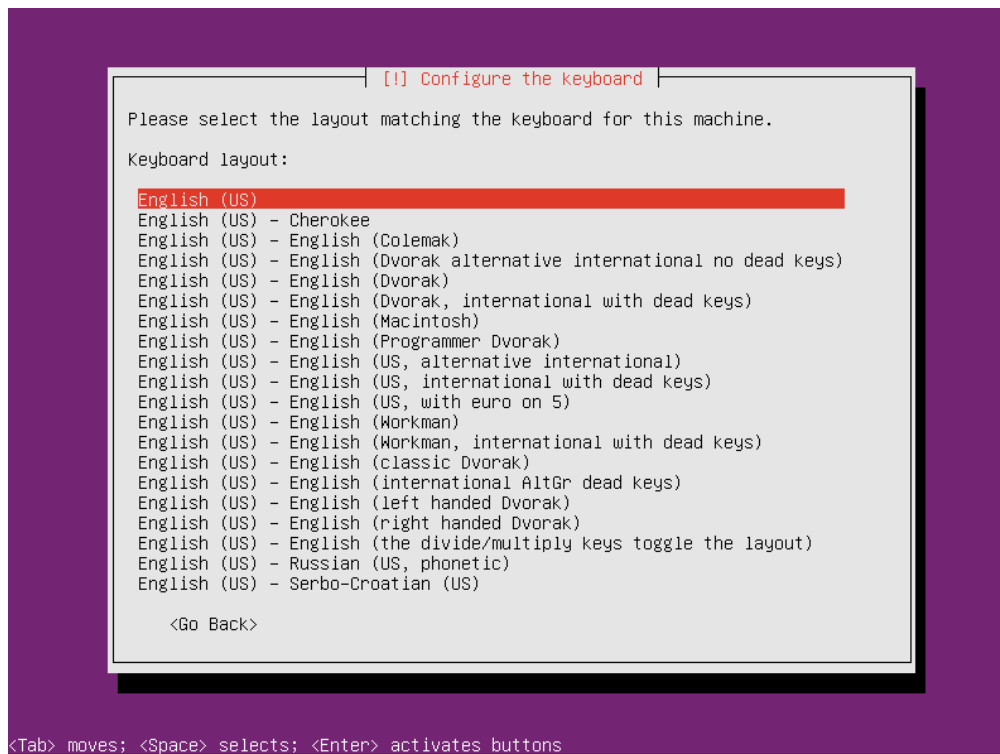 [!] Configure the keyboard
Please select the layout matching the keyboard for this machine.
Keyboard layout:
English (US)
English (US) - Cherokee
English (US) - English (Colemak)
English (US) - English (Dvorak alternative international no dead keys)
English (US) - English (Dvorak)
English (US) - English (Dvorak, international with dead keys)
English (US) - English (Macintosh)
English (US) - English (Programmer Dvorak)
English (US) - English (US, alternative international)
English (US) - English (US, international with dead keys)
English (US) - English (US, with euro on 5)
English (US) - English (Workman)
English (US) - English (Workman, international with dead keys)
English (US) - English (classic Dvorak)
English (US) - English (international AltGr dead keys)
English (US) - English (left handed Dvorak)
English (US) - English (right handed Dvorak)
English (US) - English (the divide/multiply keys toggle the layout)
English (US) - Russian (US, phonetic)
English (US) - Serbo-Croatian (US)
<Go Back>
<Tab> moves; <Space> selects; <Enter> activates buttons